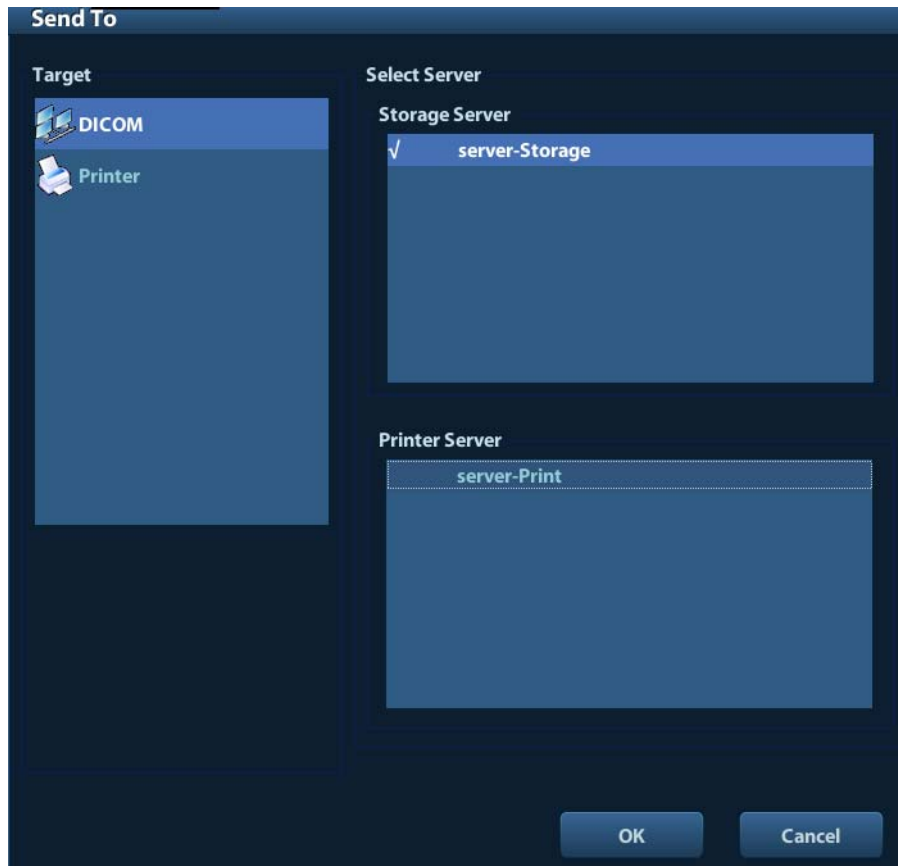 Send To
Target
DICOM
Printer
Select Server
Storage Server
√ server-Storage
Printer Server
server-Print
OK
Cancel